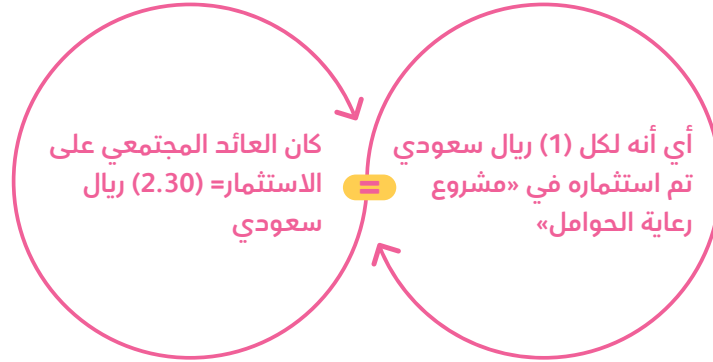 أي أنه لكل (1) ريال سعودي
تم استثماره في «مشروع
رعاية الحوامل»
=
كان العائد المجتمعي على
الاستثمار= (2.30) ريال
سعودي